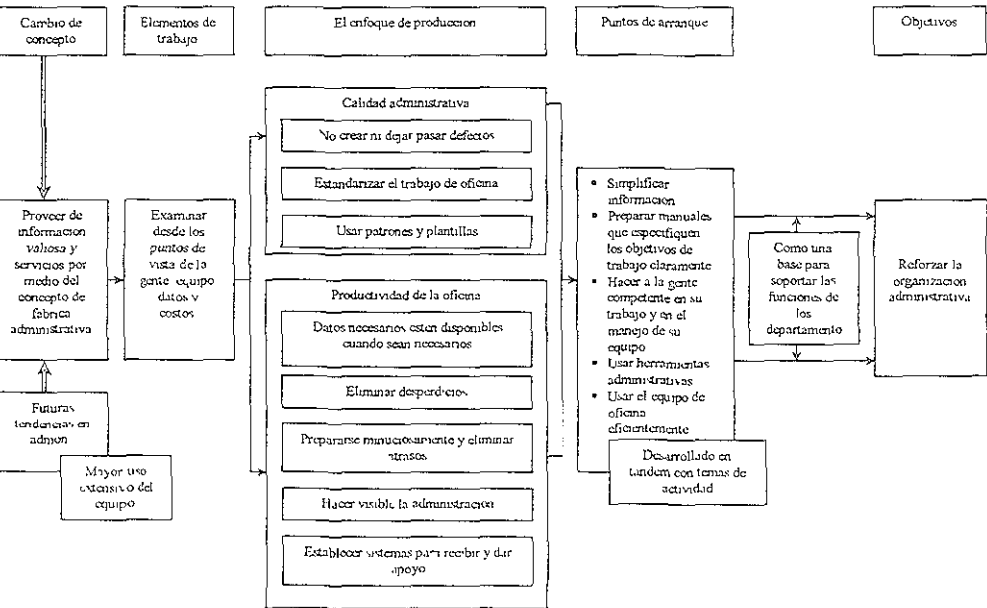 Cambio de
concepto
Elementos de
trabajo
El enfoque de produccion
Puntos de arranque
Objetivos
Proveer de
informacion
valiosa y
servicios por
medio del
concepto de
fabrica
administrativa
Futuras
tendencias en
admon
Mayor uso
extensivo del
equipo
Examinar
desde los
puntos de
vista de la
gente equipo
datos y
costos
Calidad administrativa
No crear ni dejar pasar defectos
Estandarizar el trabajo de oficina
Usar patrones y plantillas
Productividad de la oficina
Datos necesarios esten disponibles
cuando sean necesarios
Eliminar desperdicios
Prepararse minuciosamente y eliminar
atrasos
Hacer visible la administracion
Establecer sistemas para recibir y dar
apoyo
• Simplificar
informacion
• Preparar manuales
que especifiquen
los objetivos de
trabajo claramente
• Hacer a la gente
competente en su
trabajo y en el
manejo de su
equipo
• Usar herramientas
administrativas
• Usar el equipo de
oficina
eficientemente
Desarrollado en
tandem con temas de
actividad
Como una
base para
soportar las
funciones de
los
departamento
Reforzar la
organizacion
administrativa